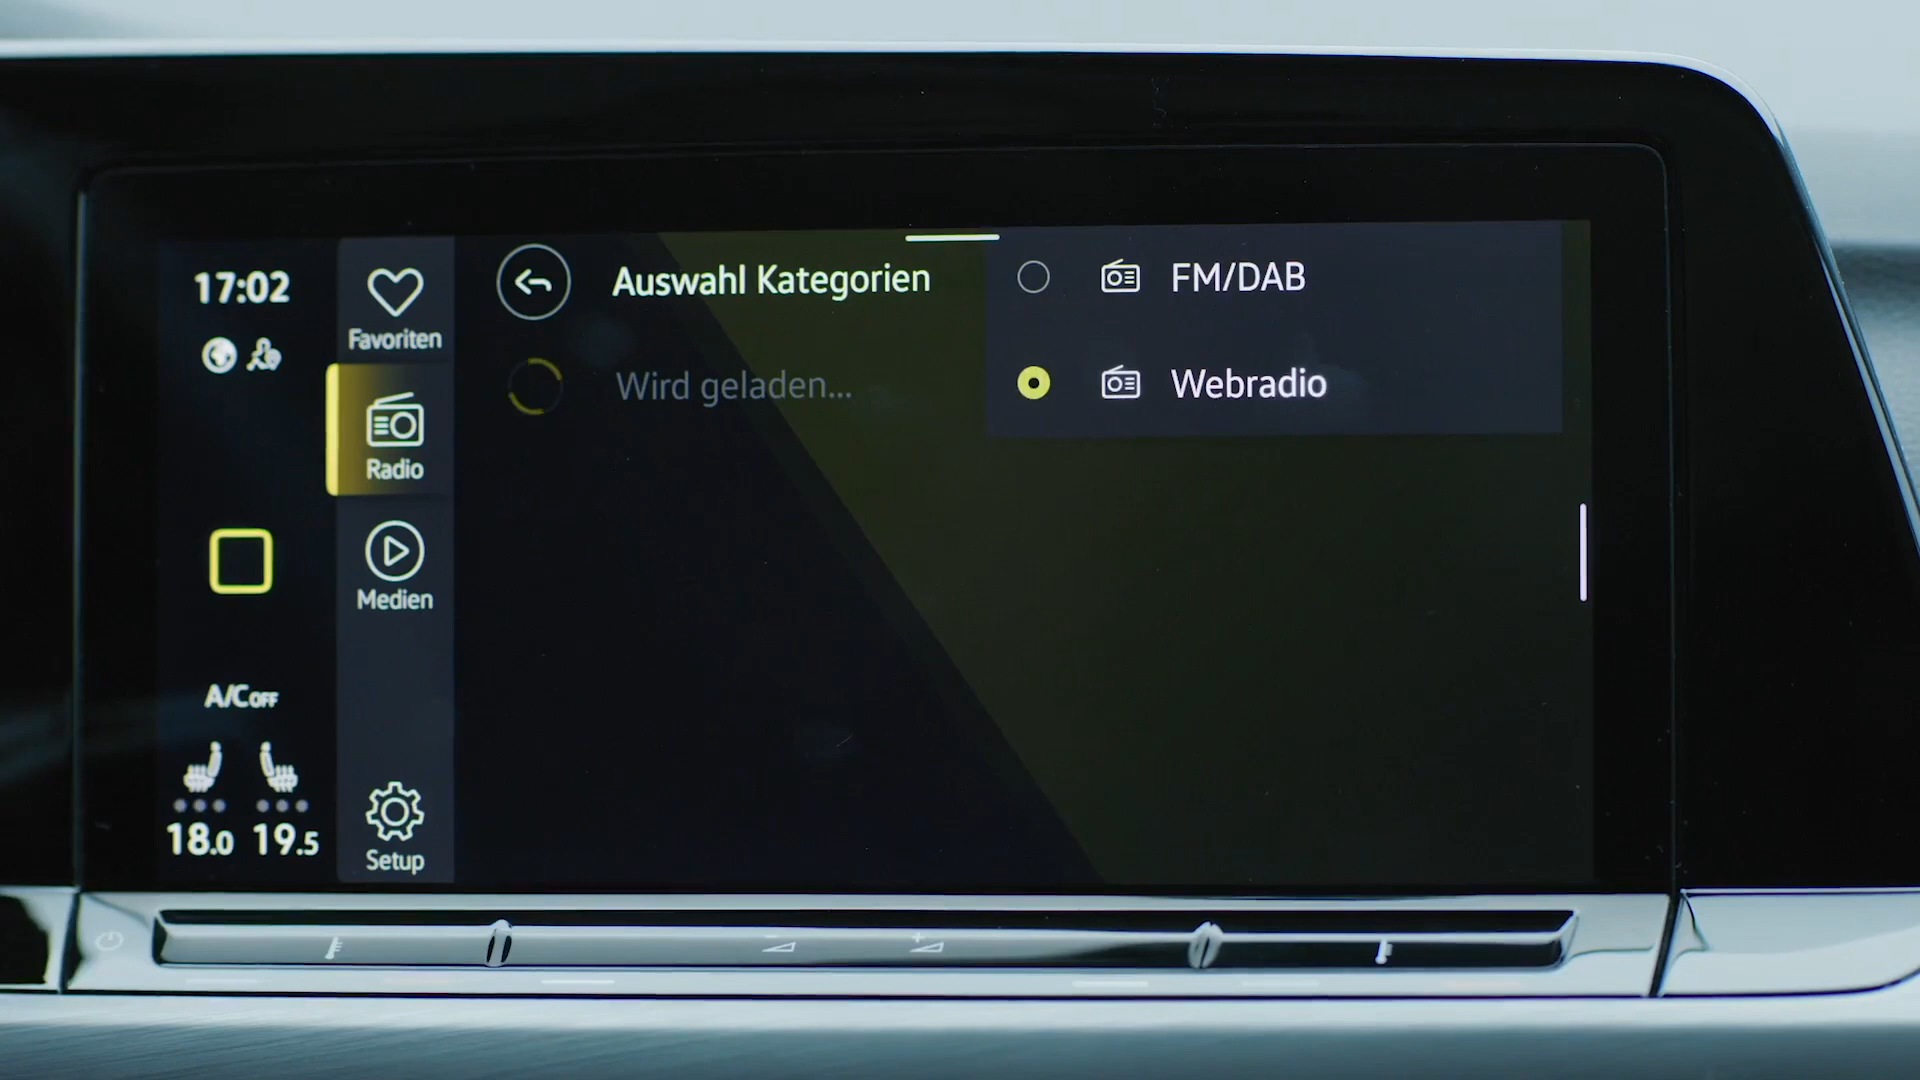 17:02
Favoriten
Radio
Medien
A/C OFF
18.0 19.5
Setup
Auswahl Kategorien
Wird geladen...
FM/DAB
Webradio